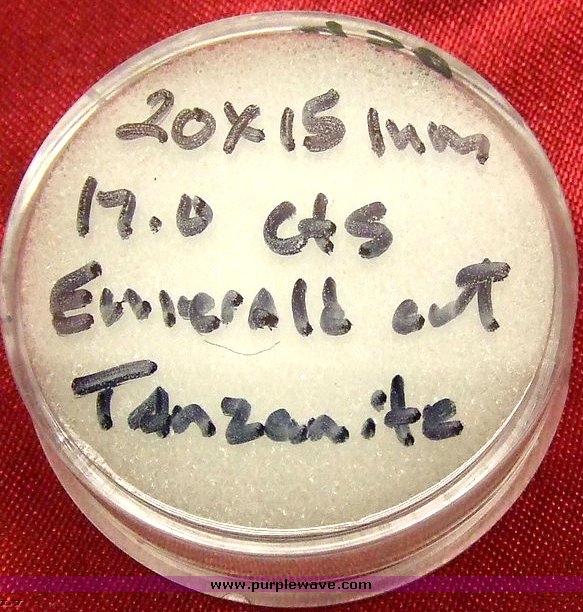 20x15 mm
17.0 cts
Emerald cut
Tanzanite
www.purplewave.com